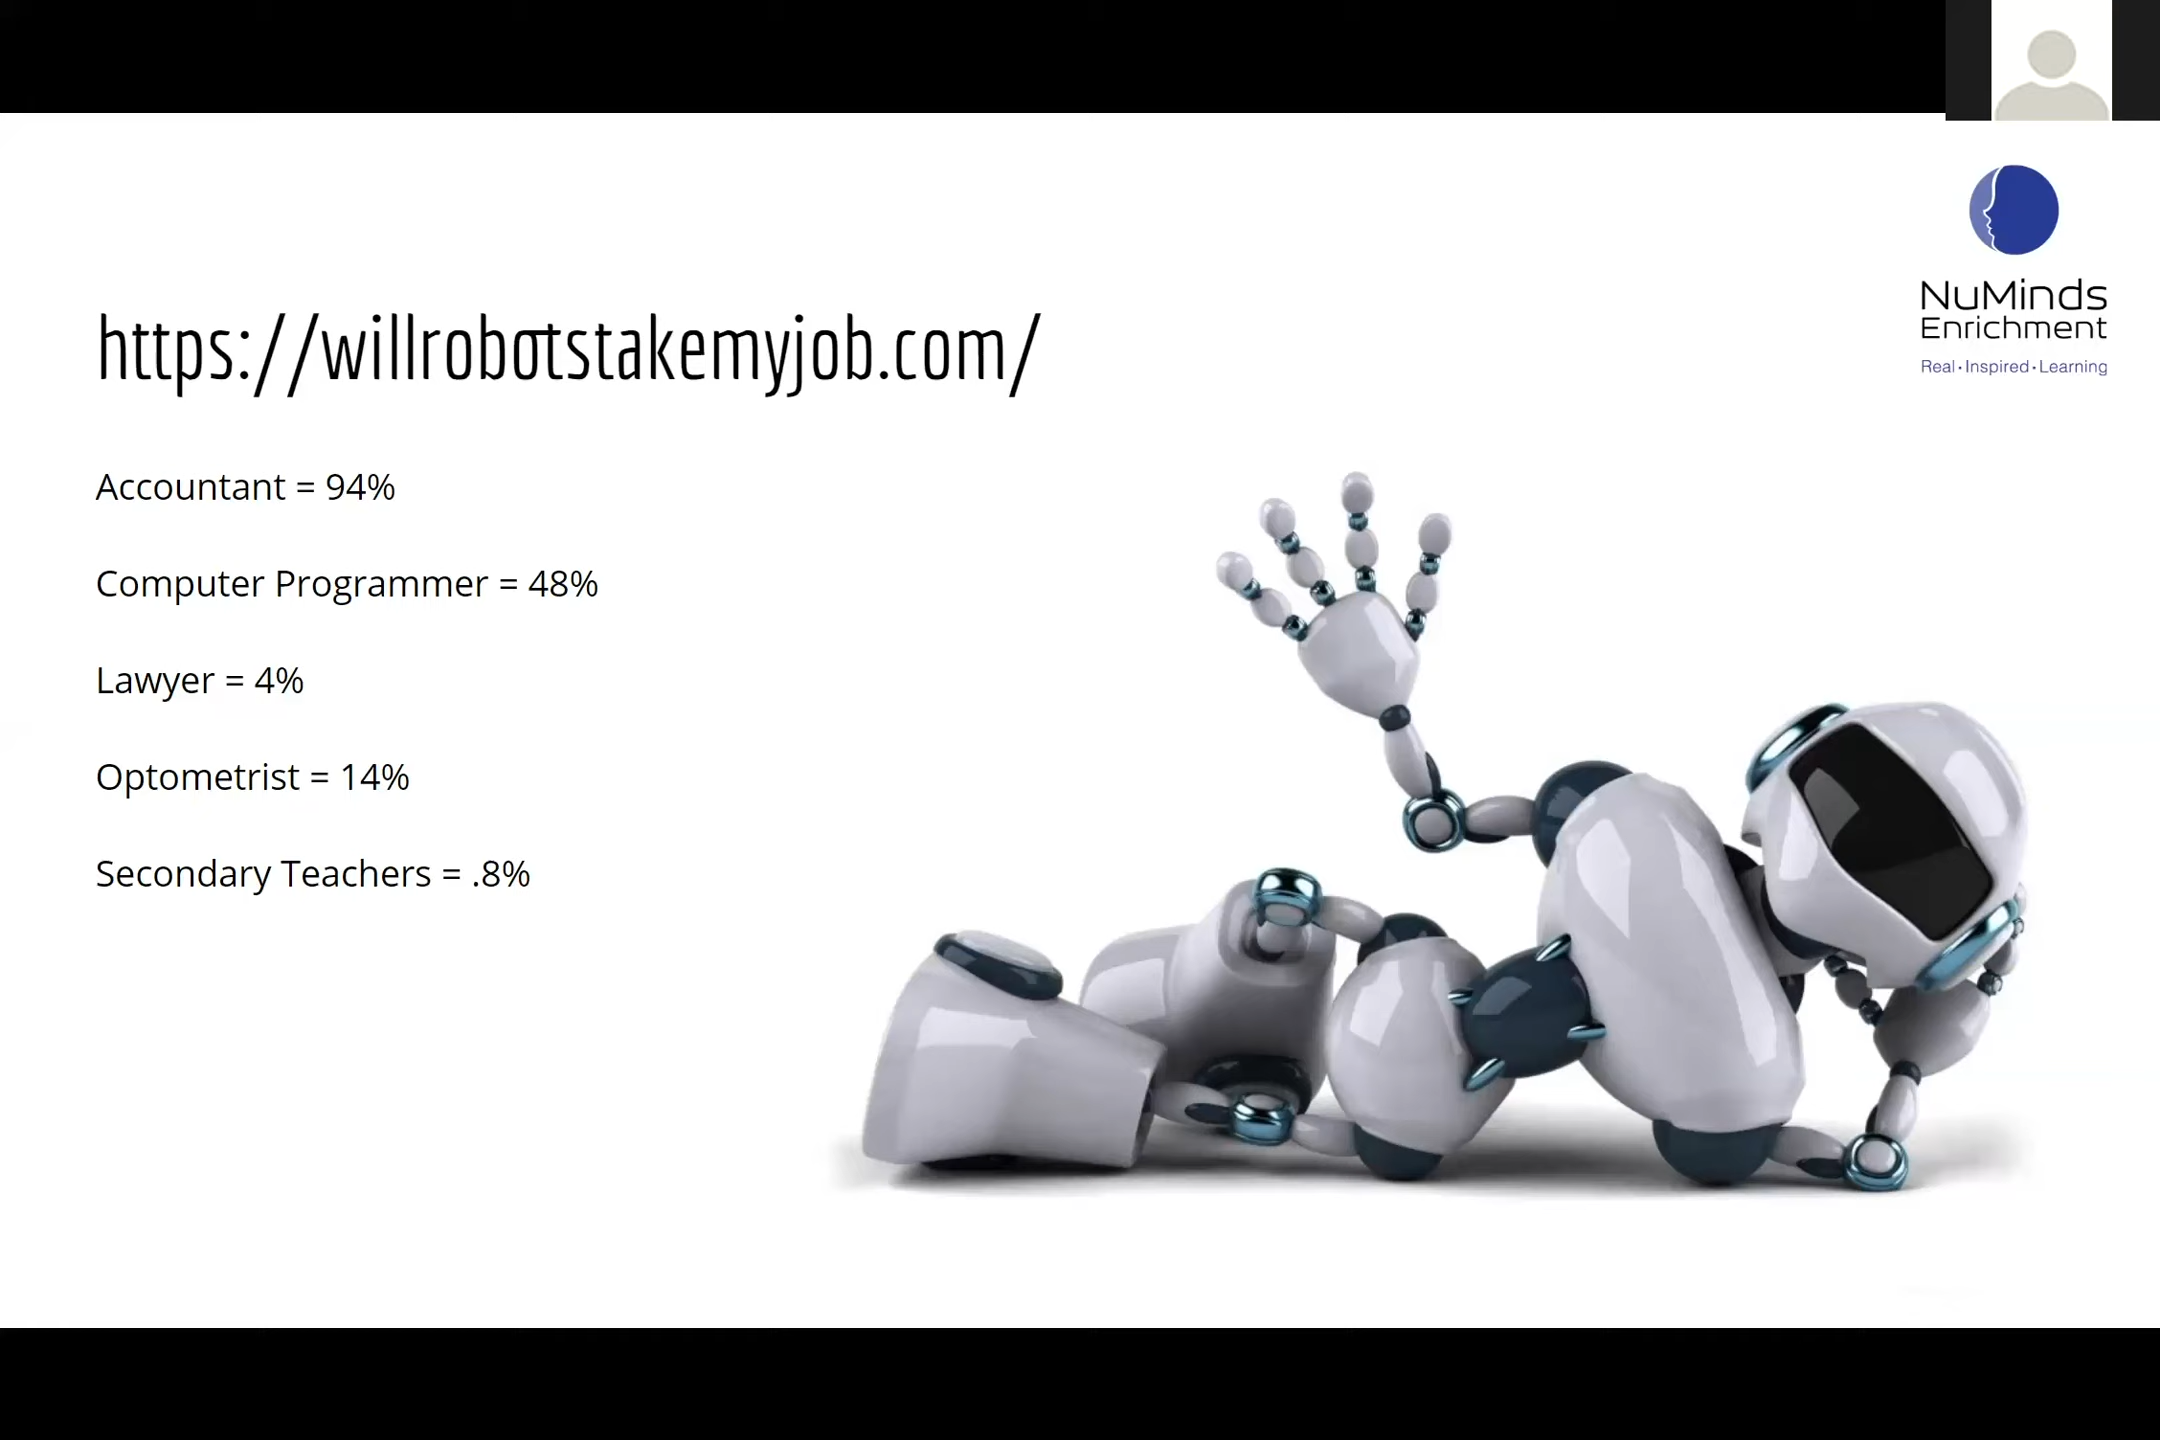 https://willrobotstakemyjob.com/
Accountant = 94%
Computer Programmer = 48%
Lawyer = 4%
Optometrist = 14%
Secondary Teachers = .8%
NuMinds
Enrichment
Real•Inspired•Learning